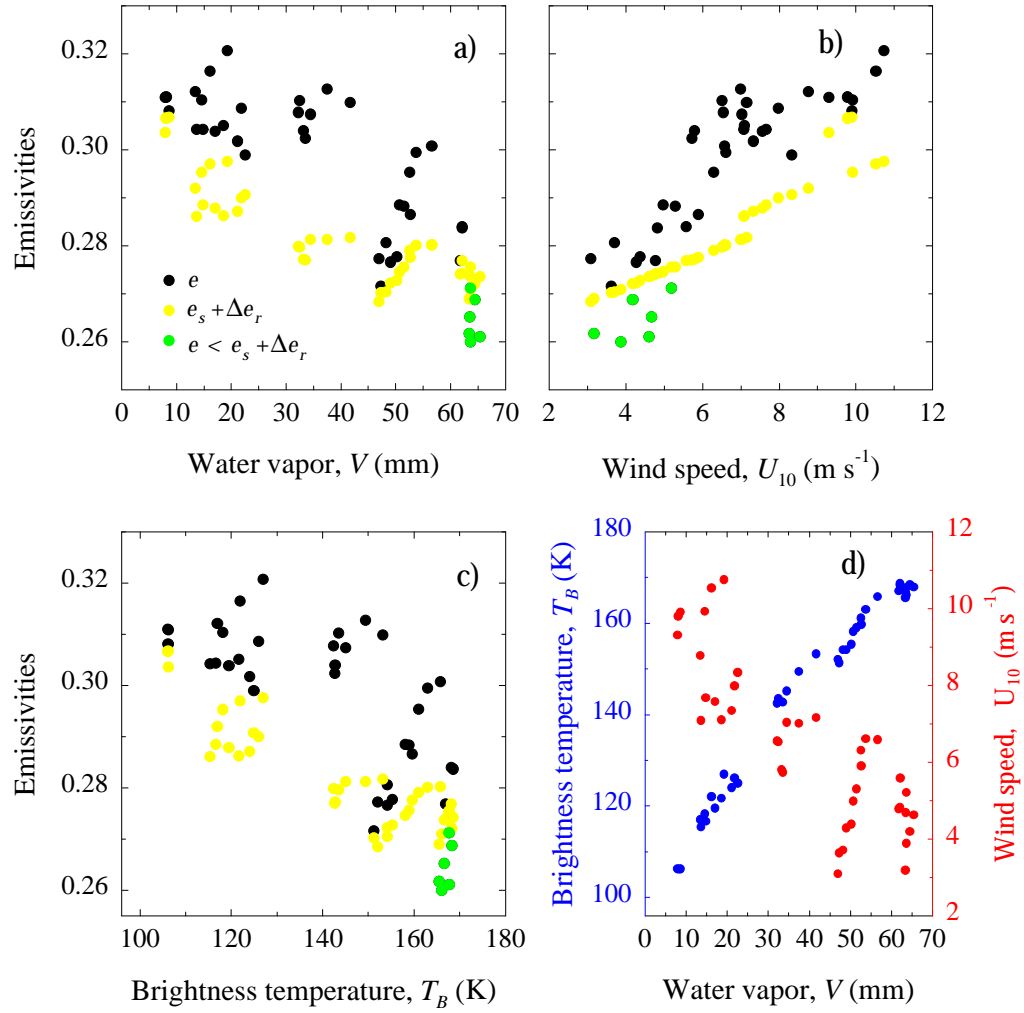 a)
Emissivities
0.32
0.30
0.28
0.26
e
e_s + Δe_r
e < e_s + Δe_r
0 10 20 30 40 50 60 70
Water vapor, V (mm)
b)
2 4 6 8 10 12
Wind speed, U_10 (m s^-1)
c)
Emissivities
0.32
0.30
0.28
0.26
100 120 140 160 180
Brightness temperature, T_B (K)
d)
Brightness temperature, T_B (K)
180
160
140
120
100
12
10
8
6
4
2
Wind speed, U_10 (m s^-1)
0 10 20 30 40 50 60 70
Water vapor, V (mm)